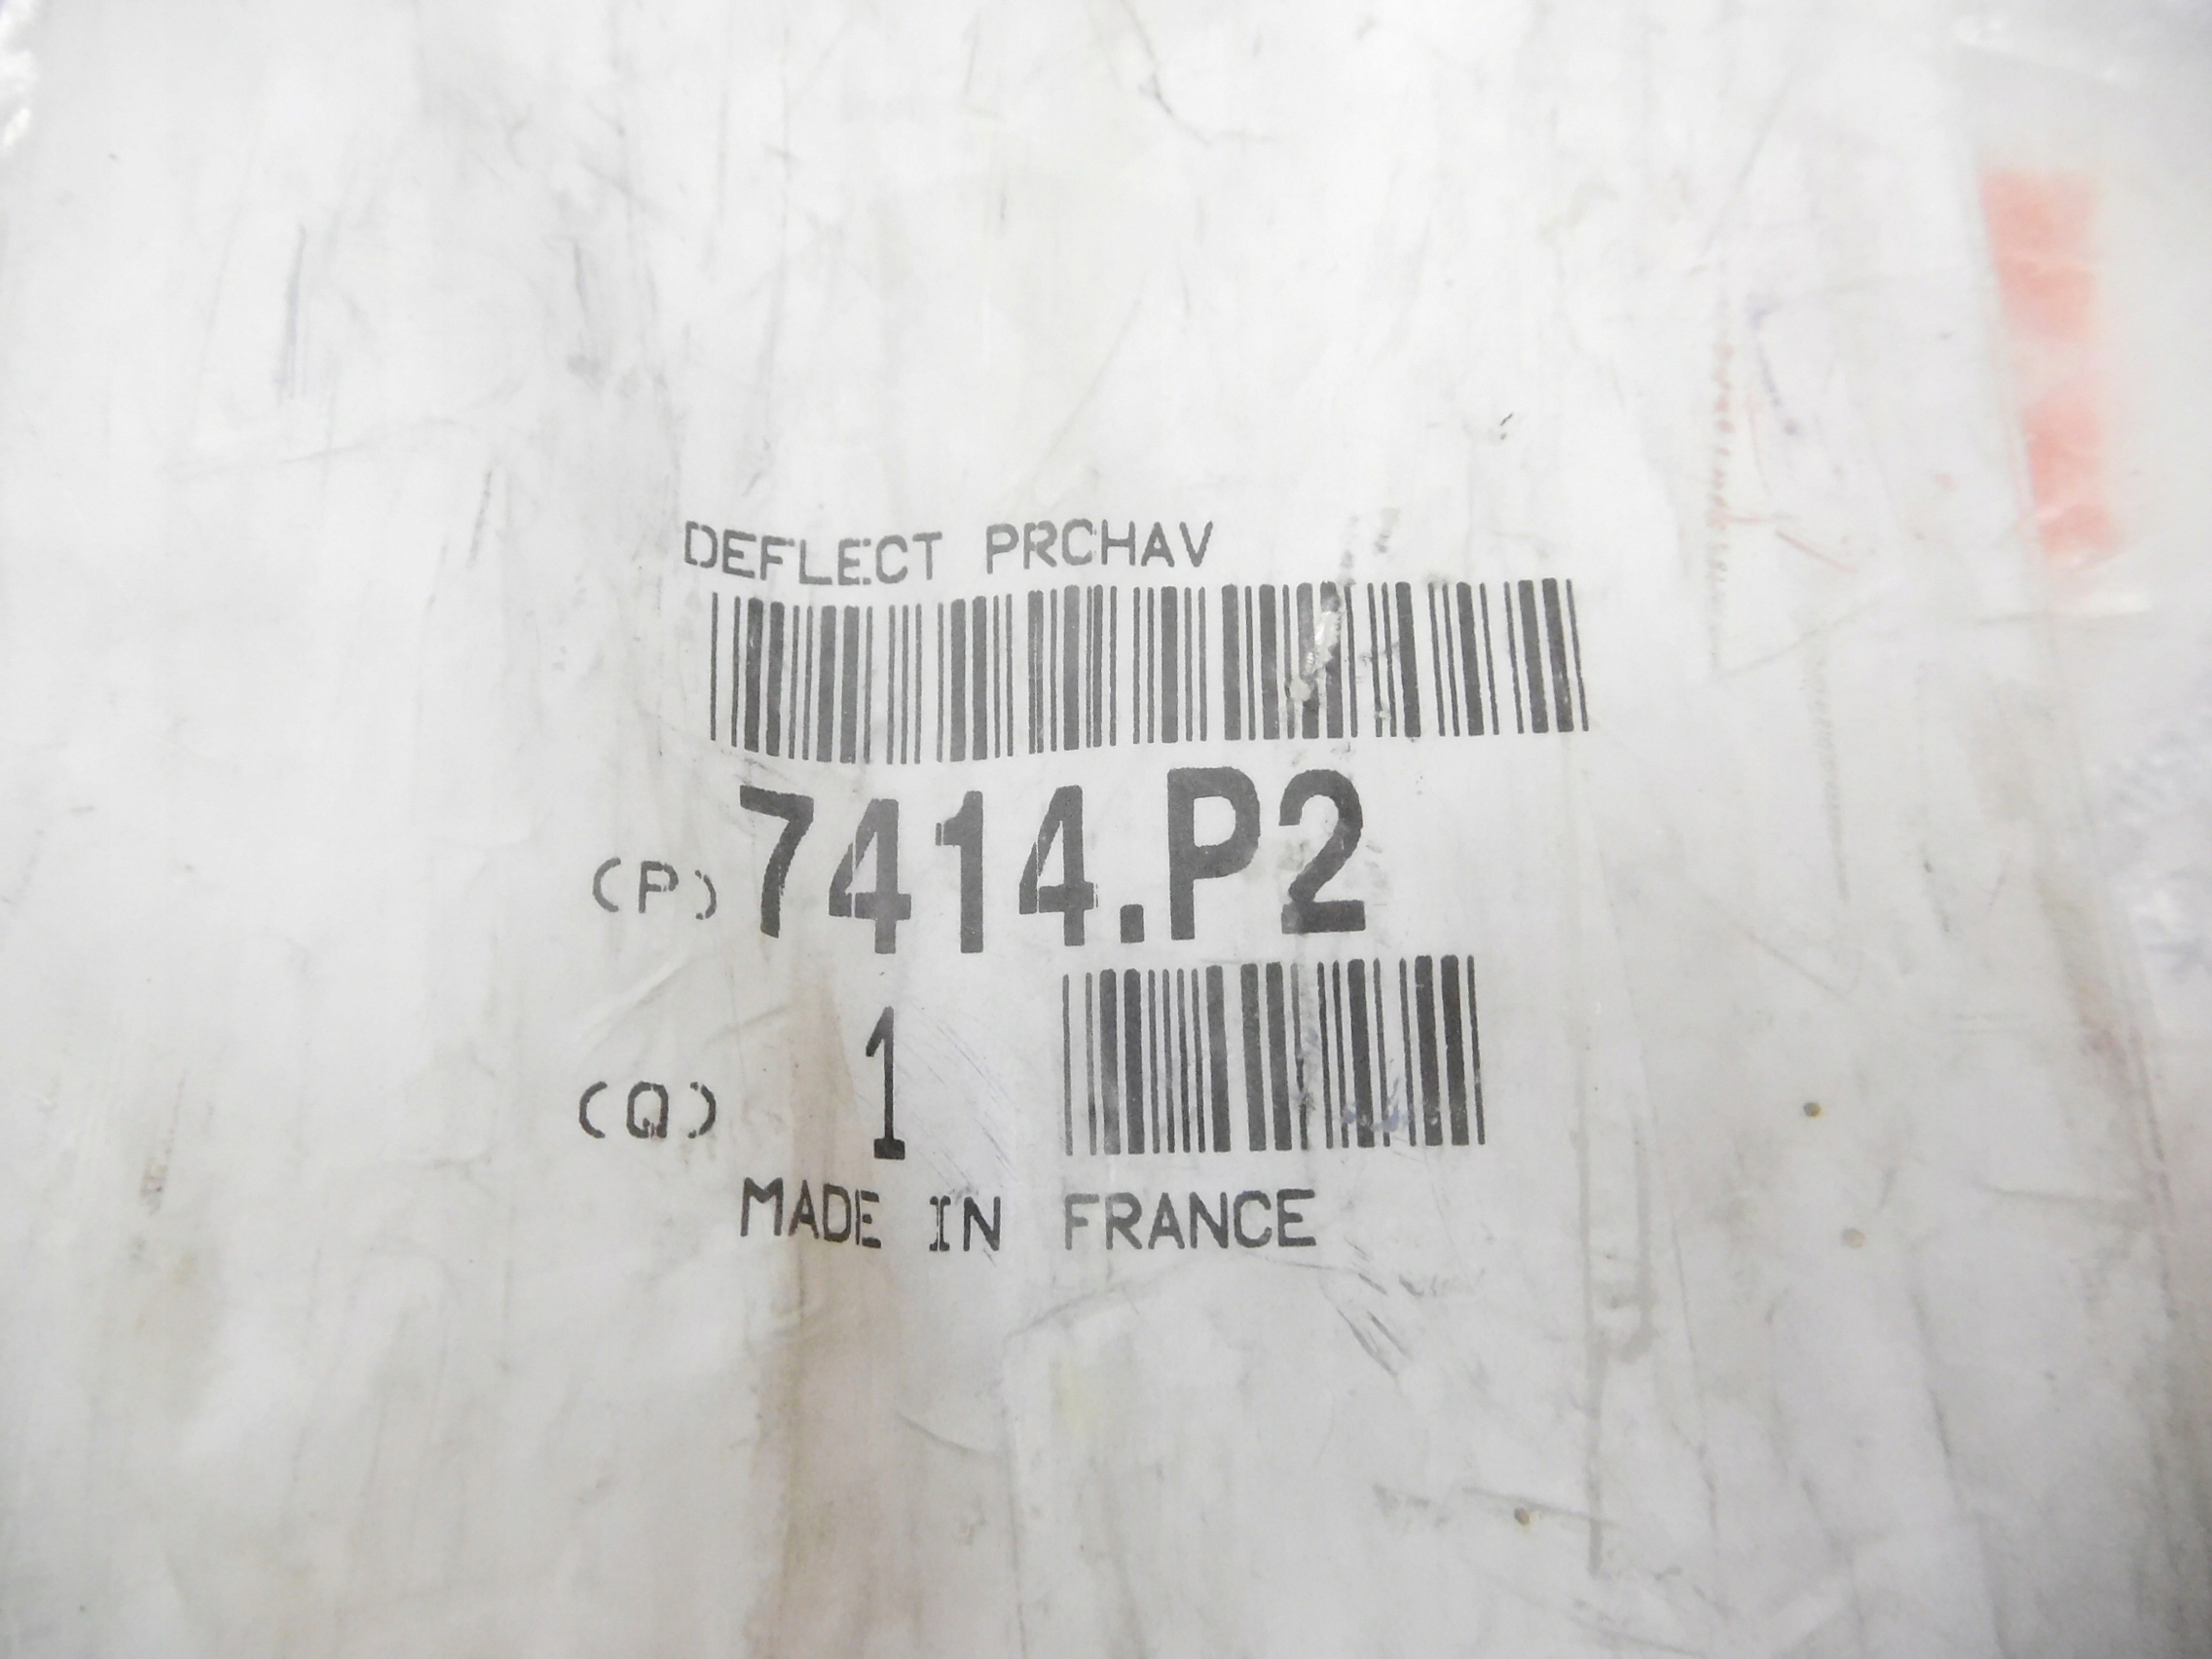 DEFLECT PRCHAV
(P) 7414.P2
(Q) 1
MADE IN FRANCE